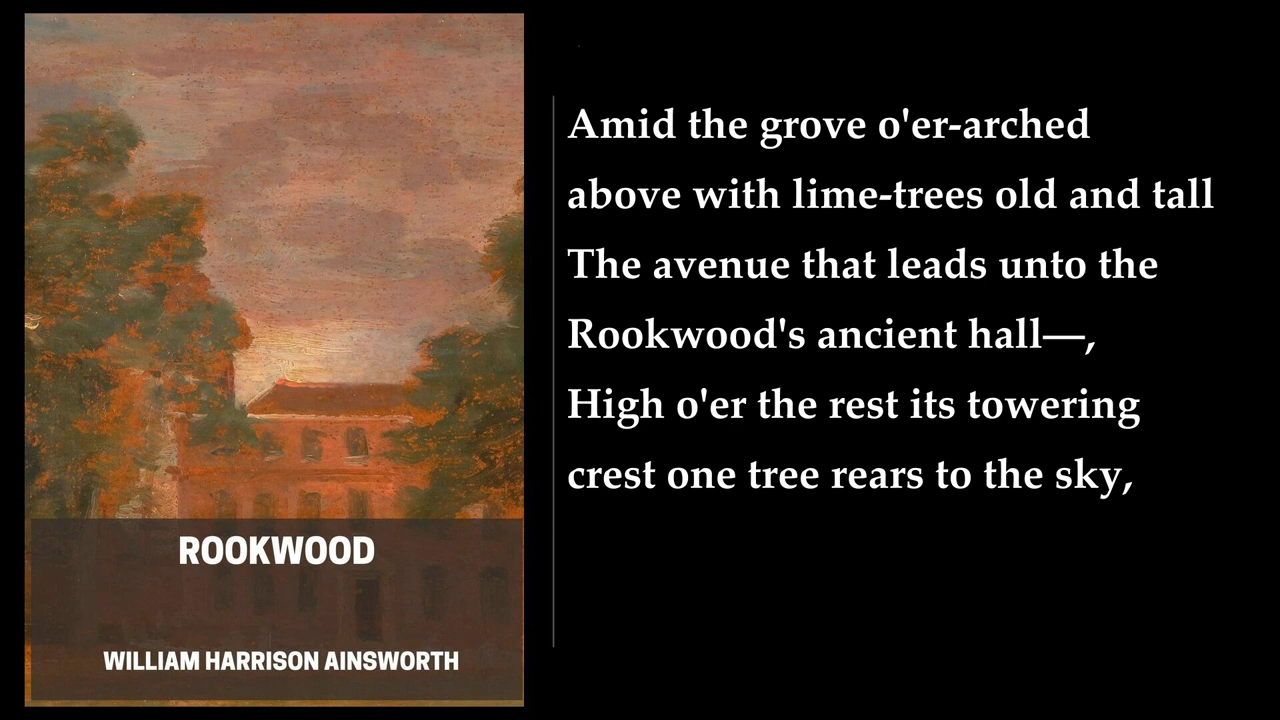 ROOKWOOD
WILLIAM HARRISON AINSWORTH
Amid the grove o'er-arched
above with lime-trees old and tall
The avenue that leads unto the
Rookwood's ancient hall—,
High o'er the rest its towering
crest one tree rears to the sky,